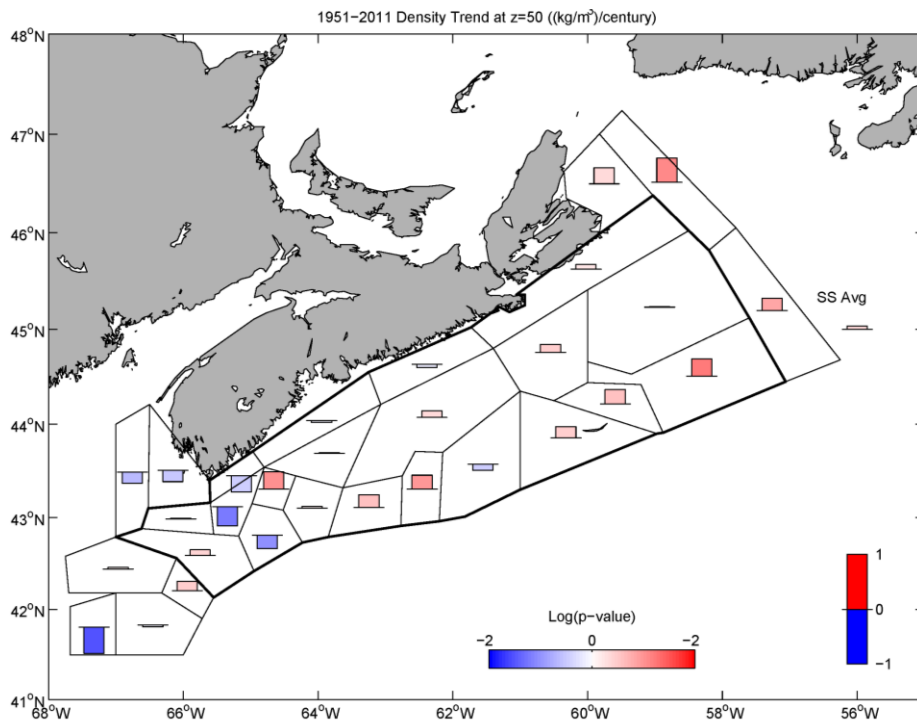 1951−2011 Density Trend at z=50 ((kg/m³)/century)
48°N
47°N
46°N
45°N
44°N
43°N
42°N
41°N
SS Avg
Log(p−value)
−2 0 −2
1
0
−1
68°W 66°W 64°W 62°W 60°W 58°W 56°W